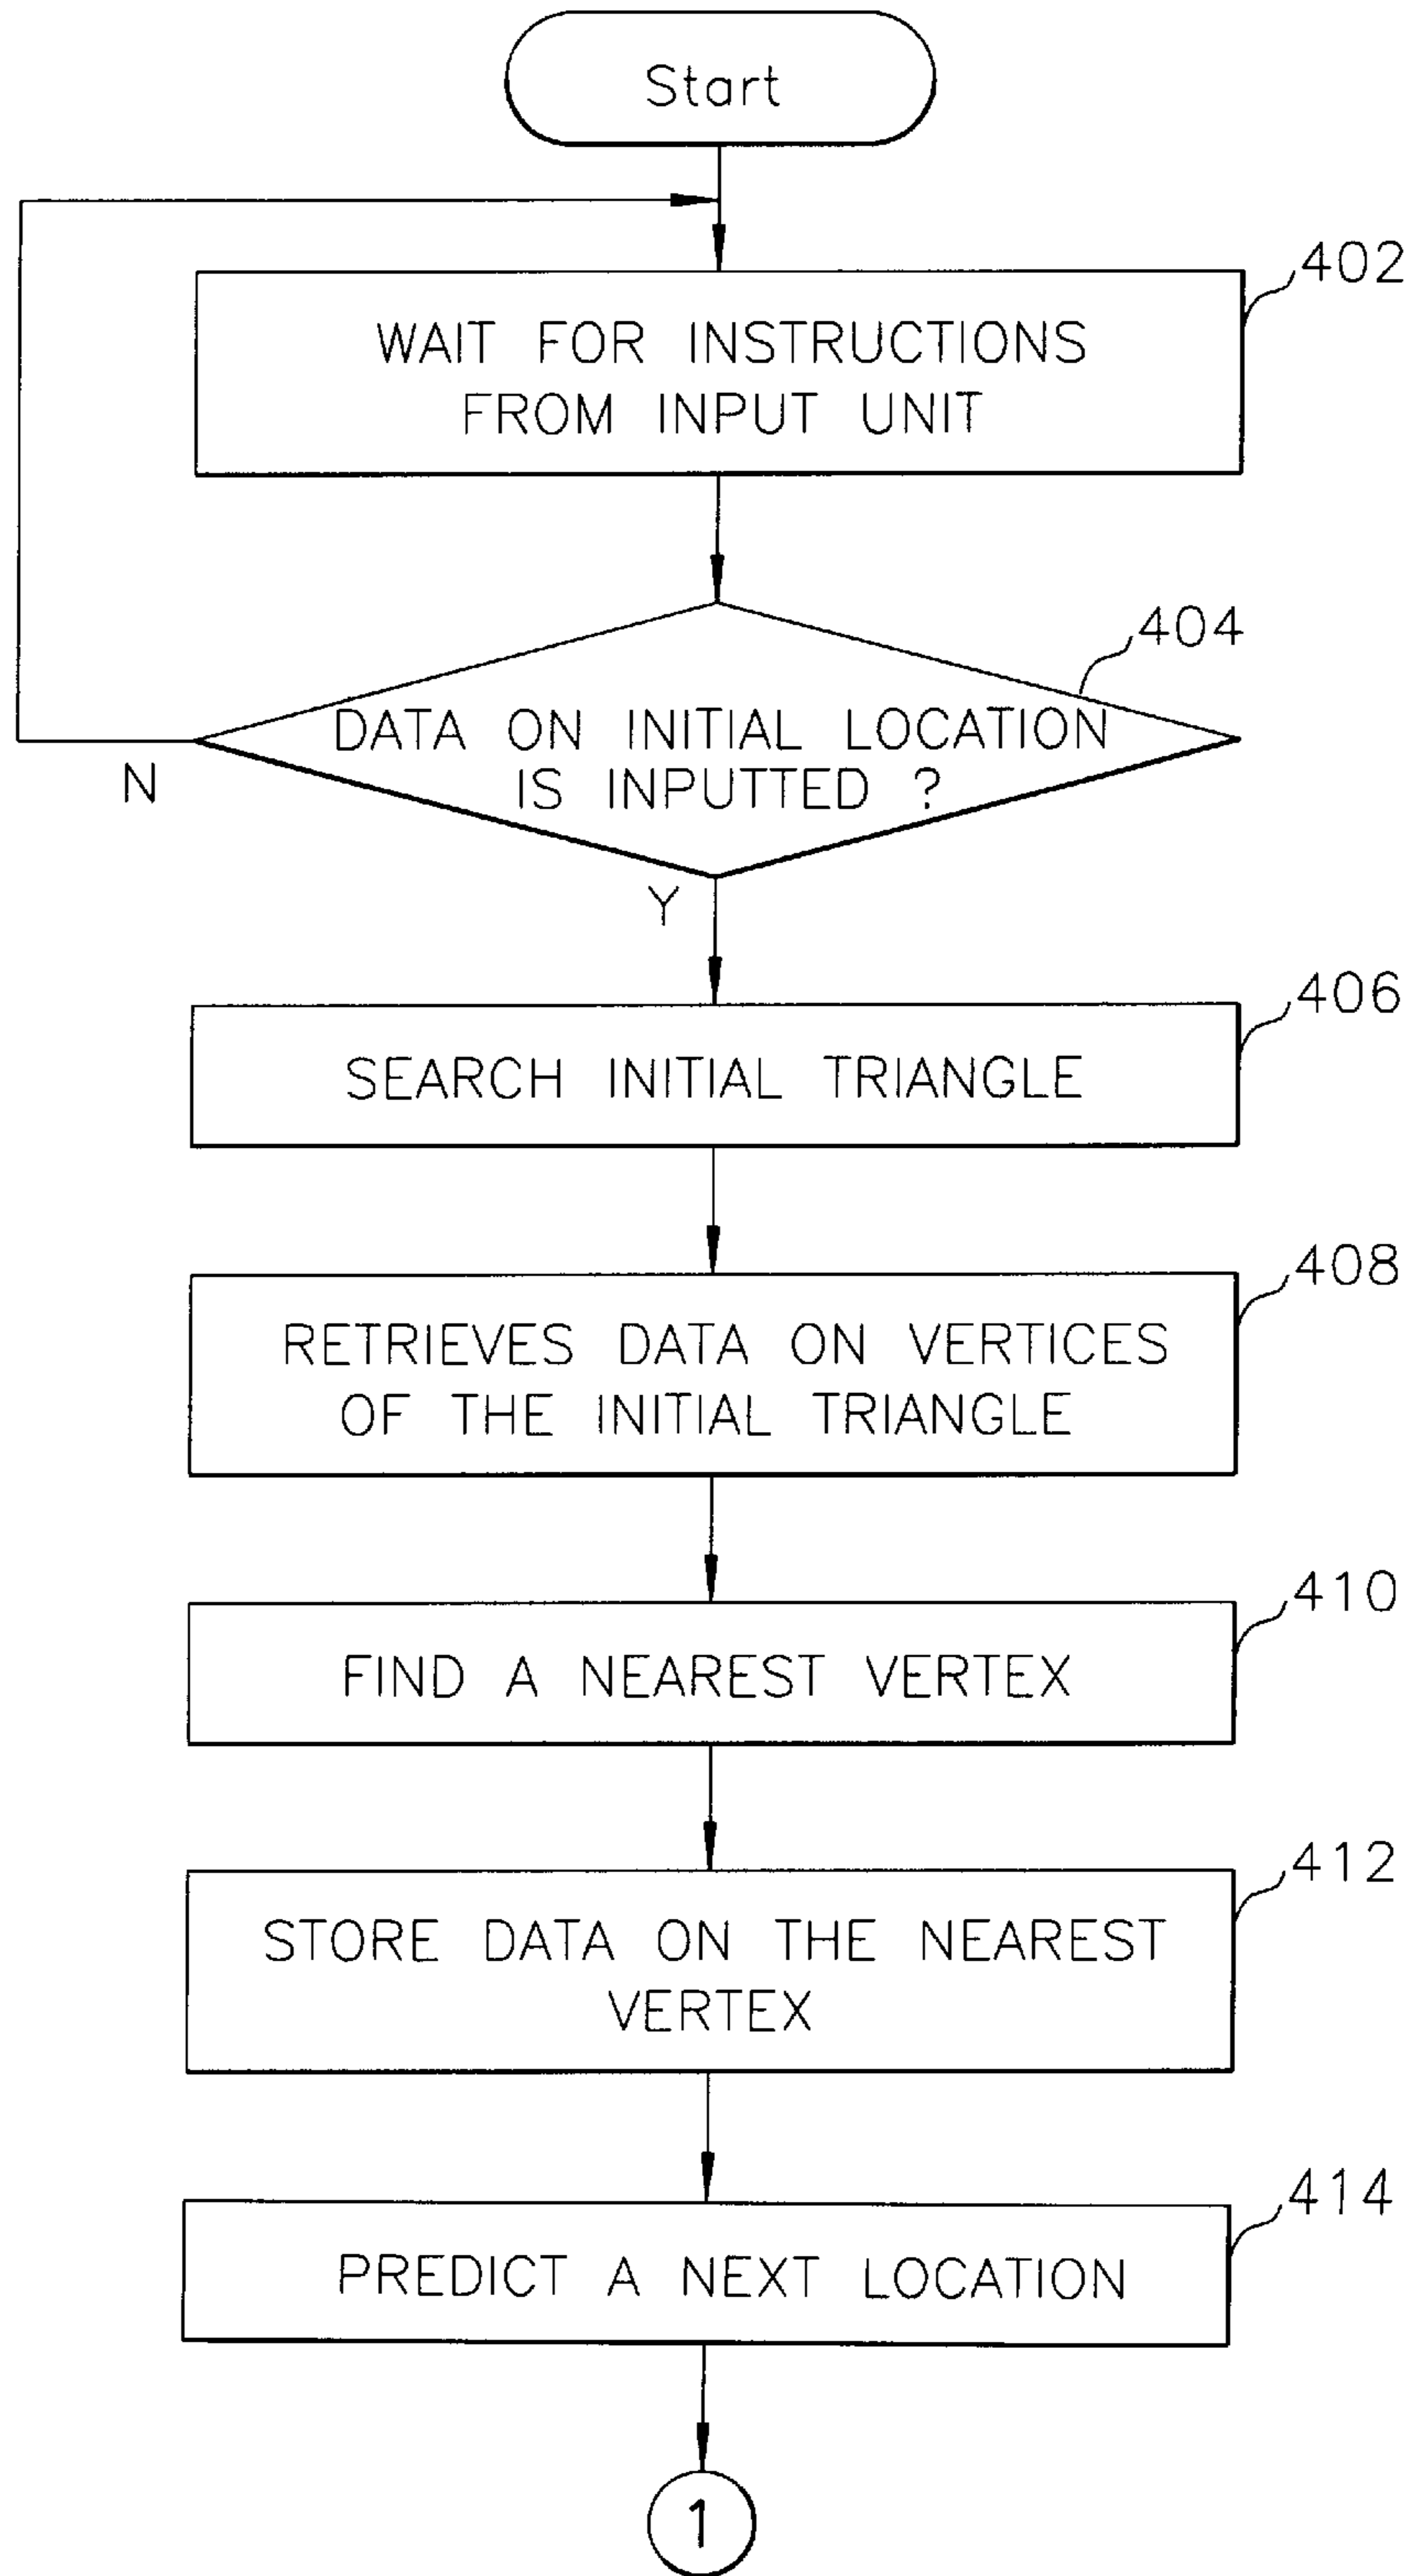 Start
402
WAIT FOR INSTRUCTIONS
FROM INPUT UNIT
404
DATA ON INITIAL LOCATION
IS INPUTTED ?
N
Y
406
SEARCH INITIAL TRIANGLE
408
RETRIEVES DATA ON VERTICES
OF THE INITIAL TRIANGLE
410
FIND A NEAREST VERTEX
412
STORE DATA ON THE NEAREST
VERTEX
414
PREDICT A NEXT LOCATION
1